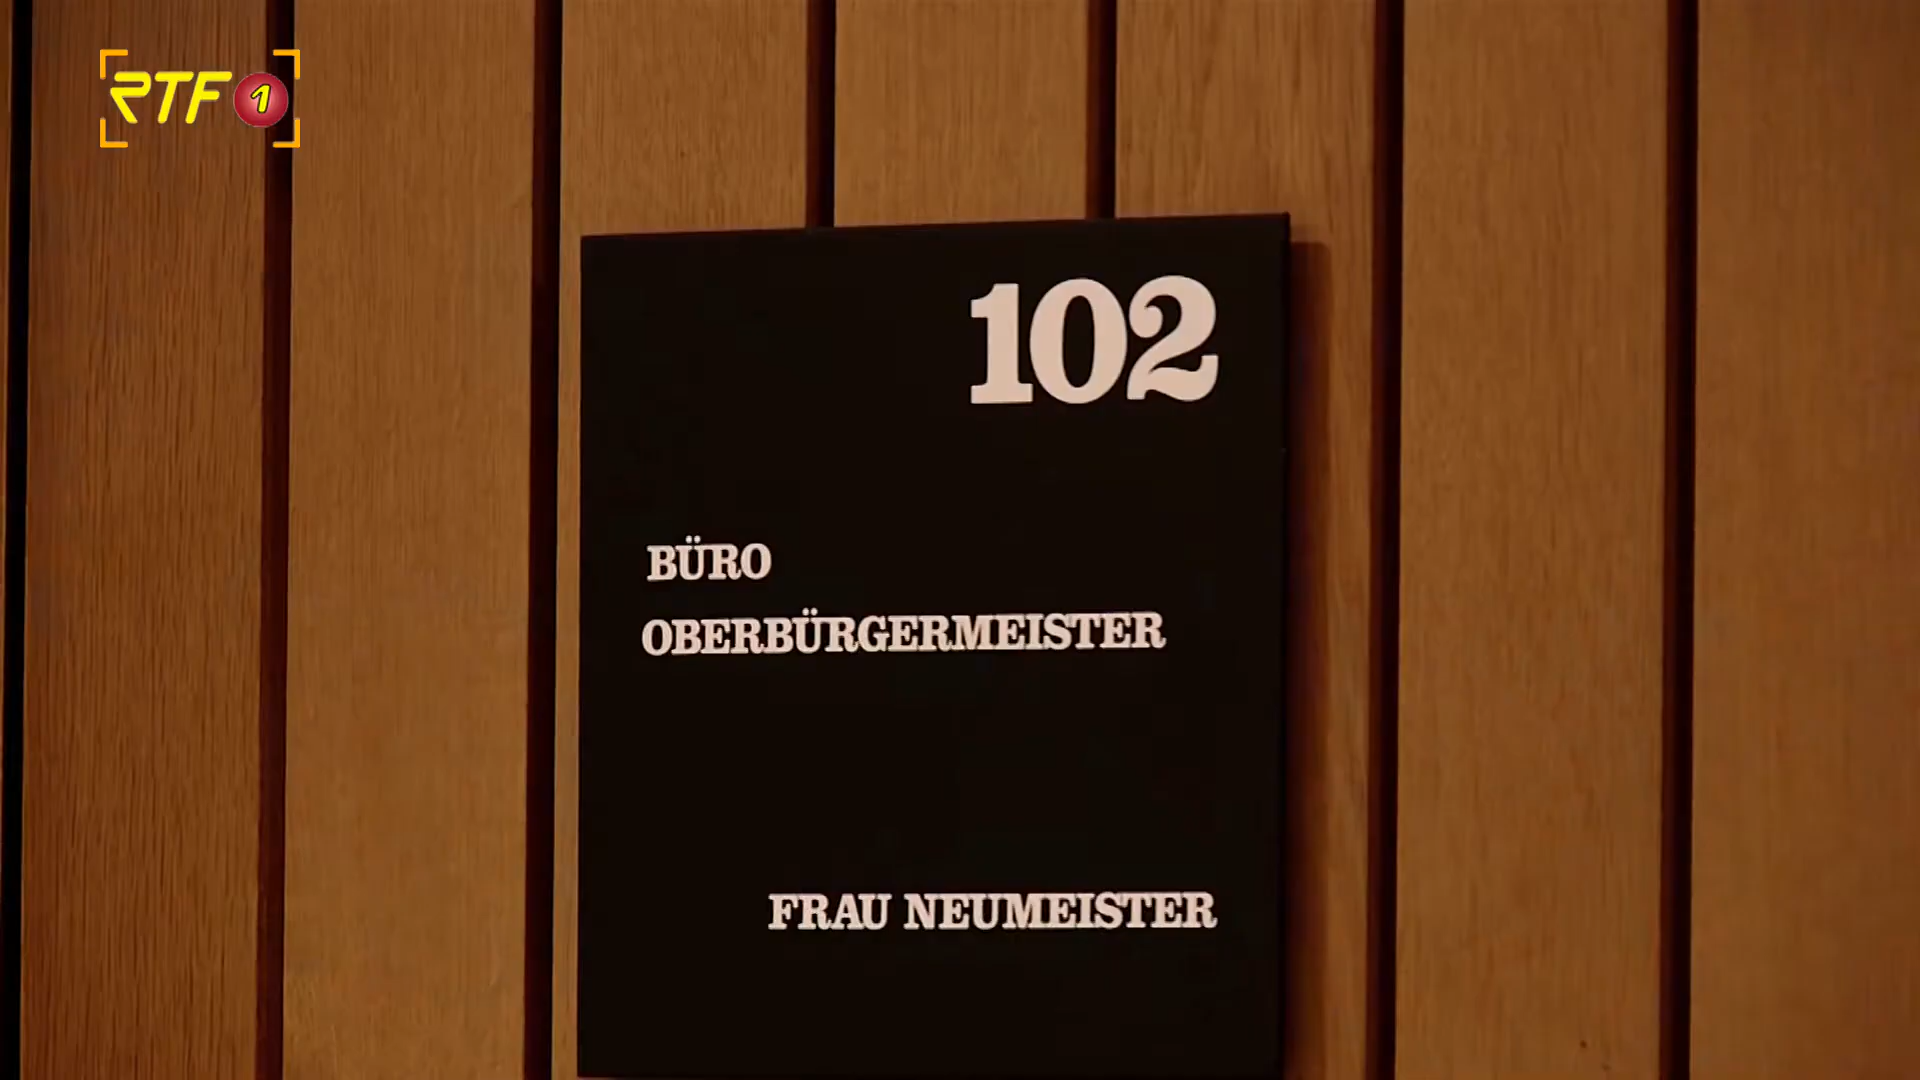 RTF 1
102
BÜRO
OBERBÜRGERMEISTER
FRAU NEUMEISTER